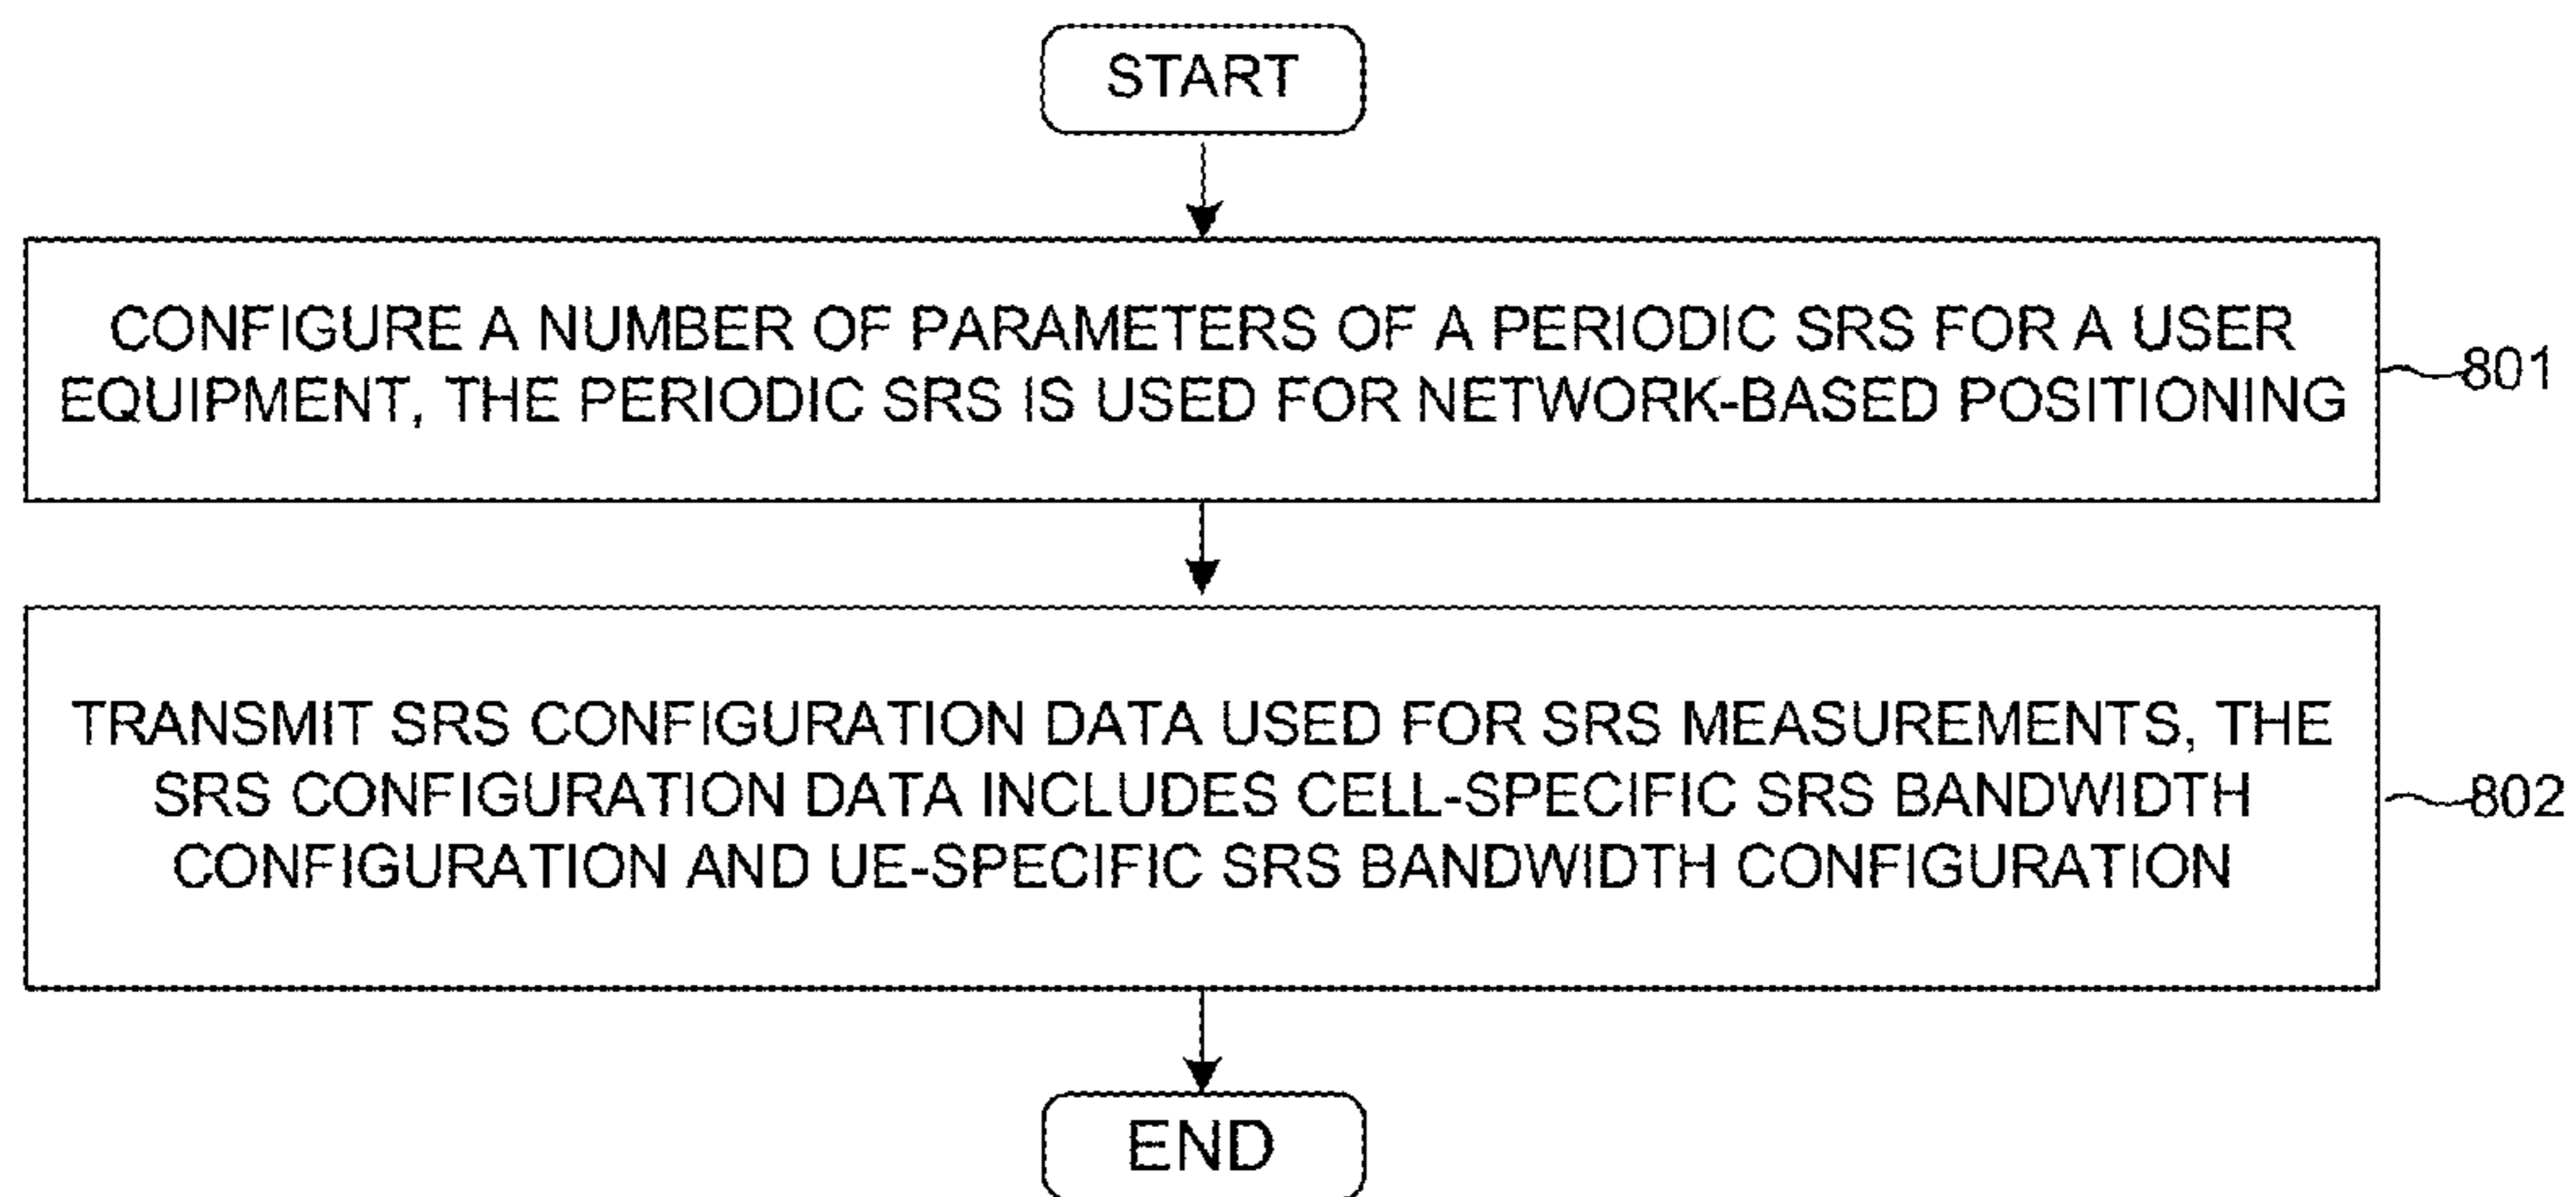 START
CONFIGURE A NUMBER OF PARAMETERS OF A PERIODIC SRS FOR A USER
EQUIPMENT, THE PERIODIC SRS IS USED FOR NETWORK-BASED POSITIONING
801
TRANSMIT SRS CONFIGURATION DATA USED FOR SRS MEASUREMENTS, THE
SRS CONFIGURATION DATA INCLUDES CELL-SPECIFIC SRS BANDWIDTH
CONFIGURATION AND UE-SPECIFIC SRS BANDWIDTH CONFIGURATION
802
END